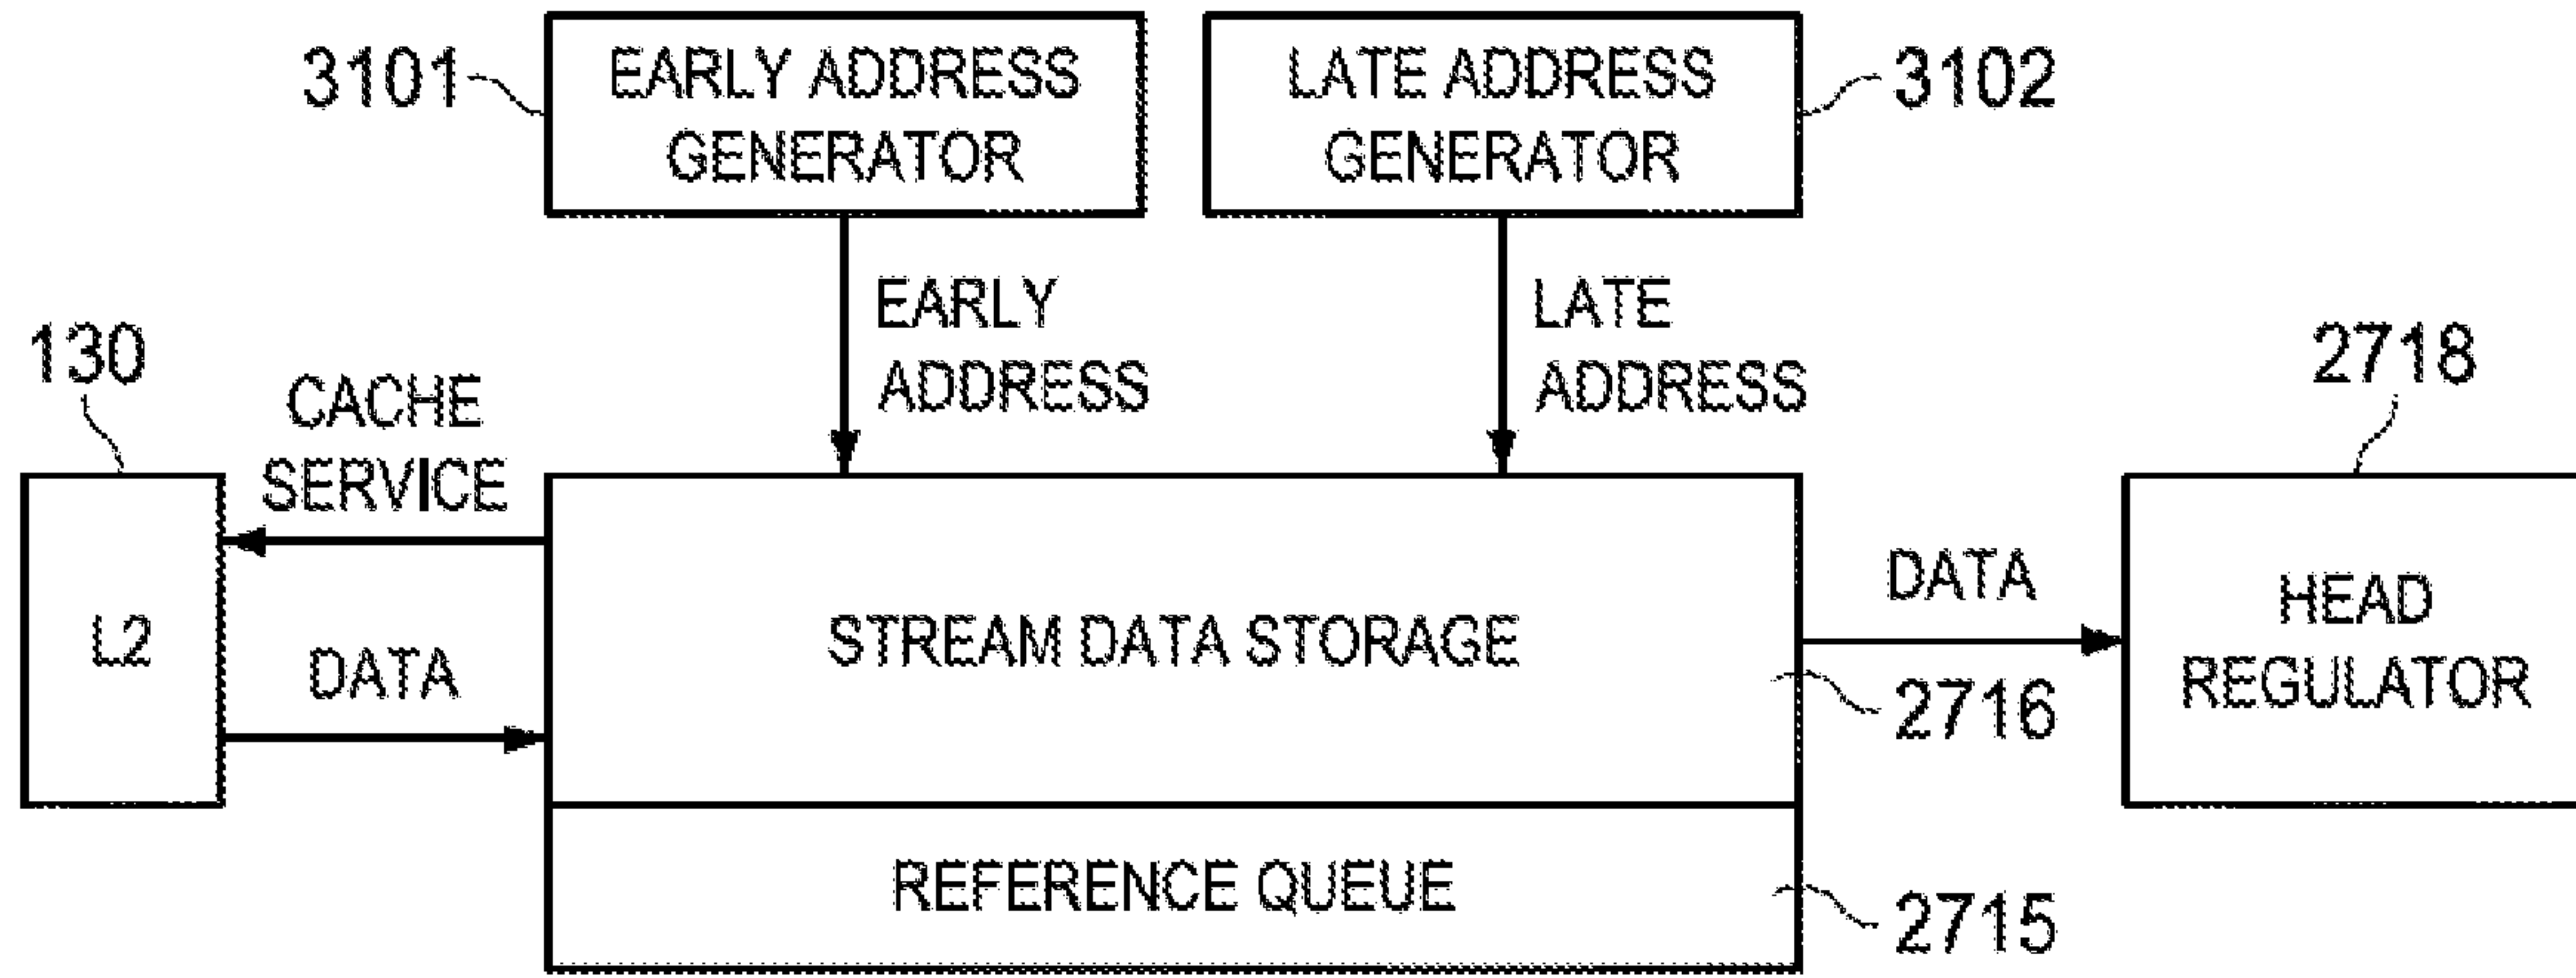 3101
EARLY ADDRESS
GENERATOR
LATE ADDRESS
GENERATOR
3102
EARLY
ADDRESS
LATE
ADDRESS
130
CACHE
SERVICE
2718
L2
DATA
STREAM DATA STORAGE
DATA
HEAD
REGULATOR
2716
REFERENCE QUEUE
2715